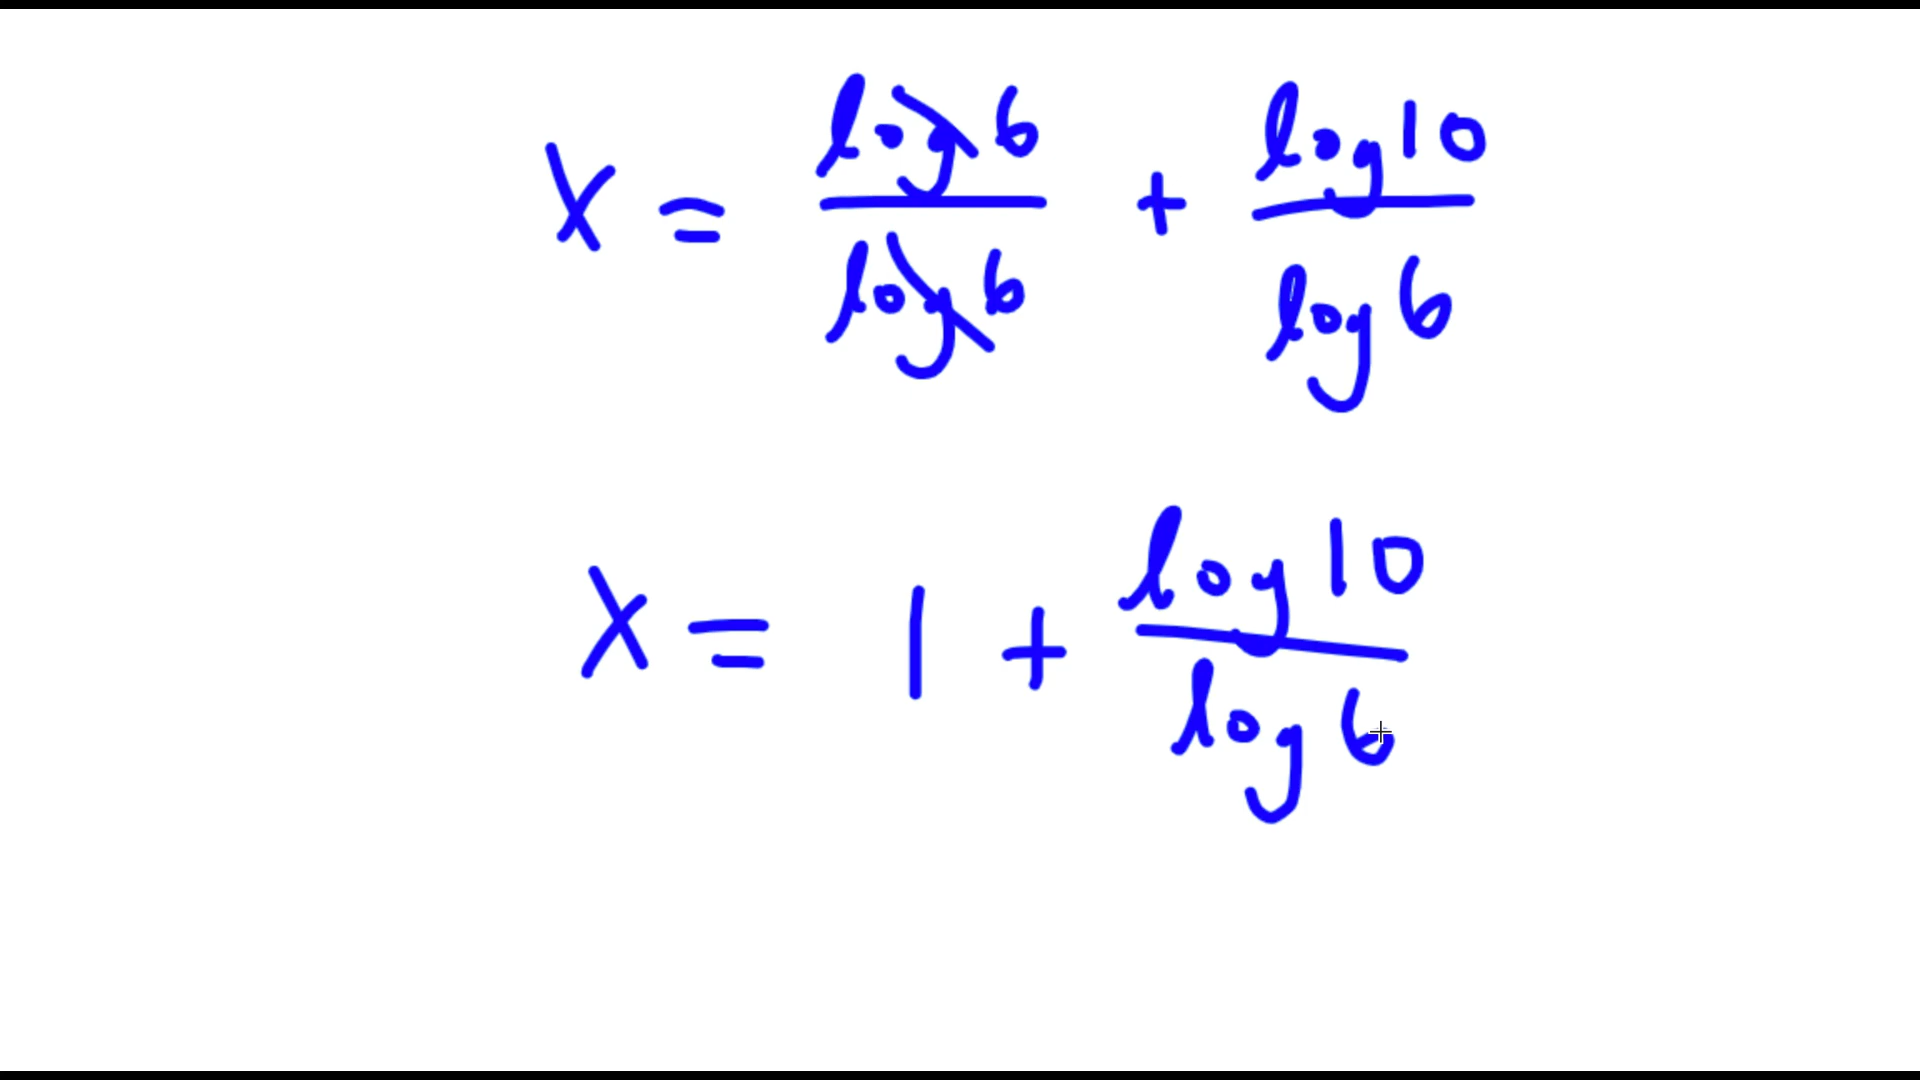 x = log 6 / log 6 + log 10 / log 6
x = 1 + log 10 / log 6